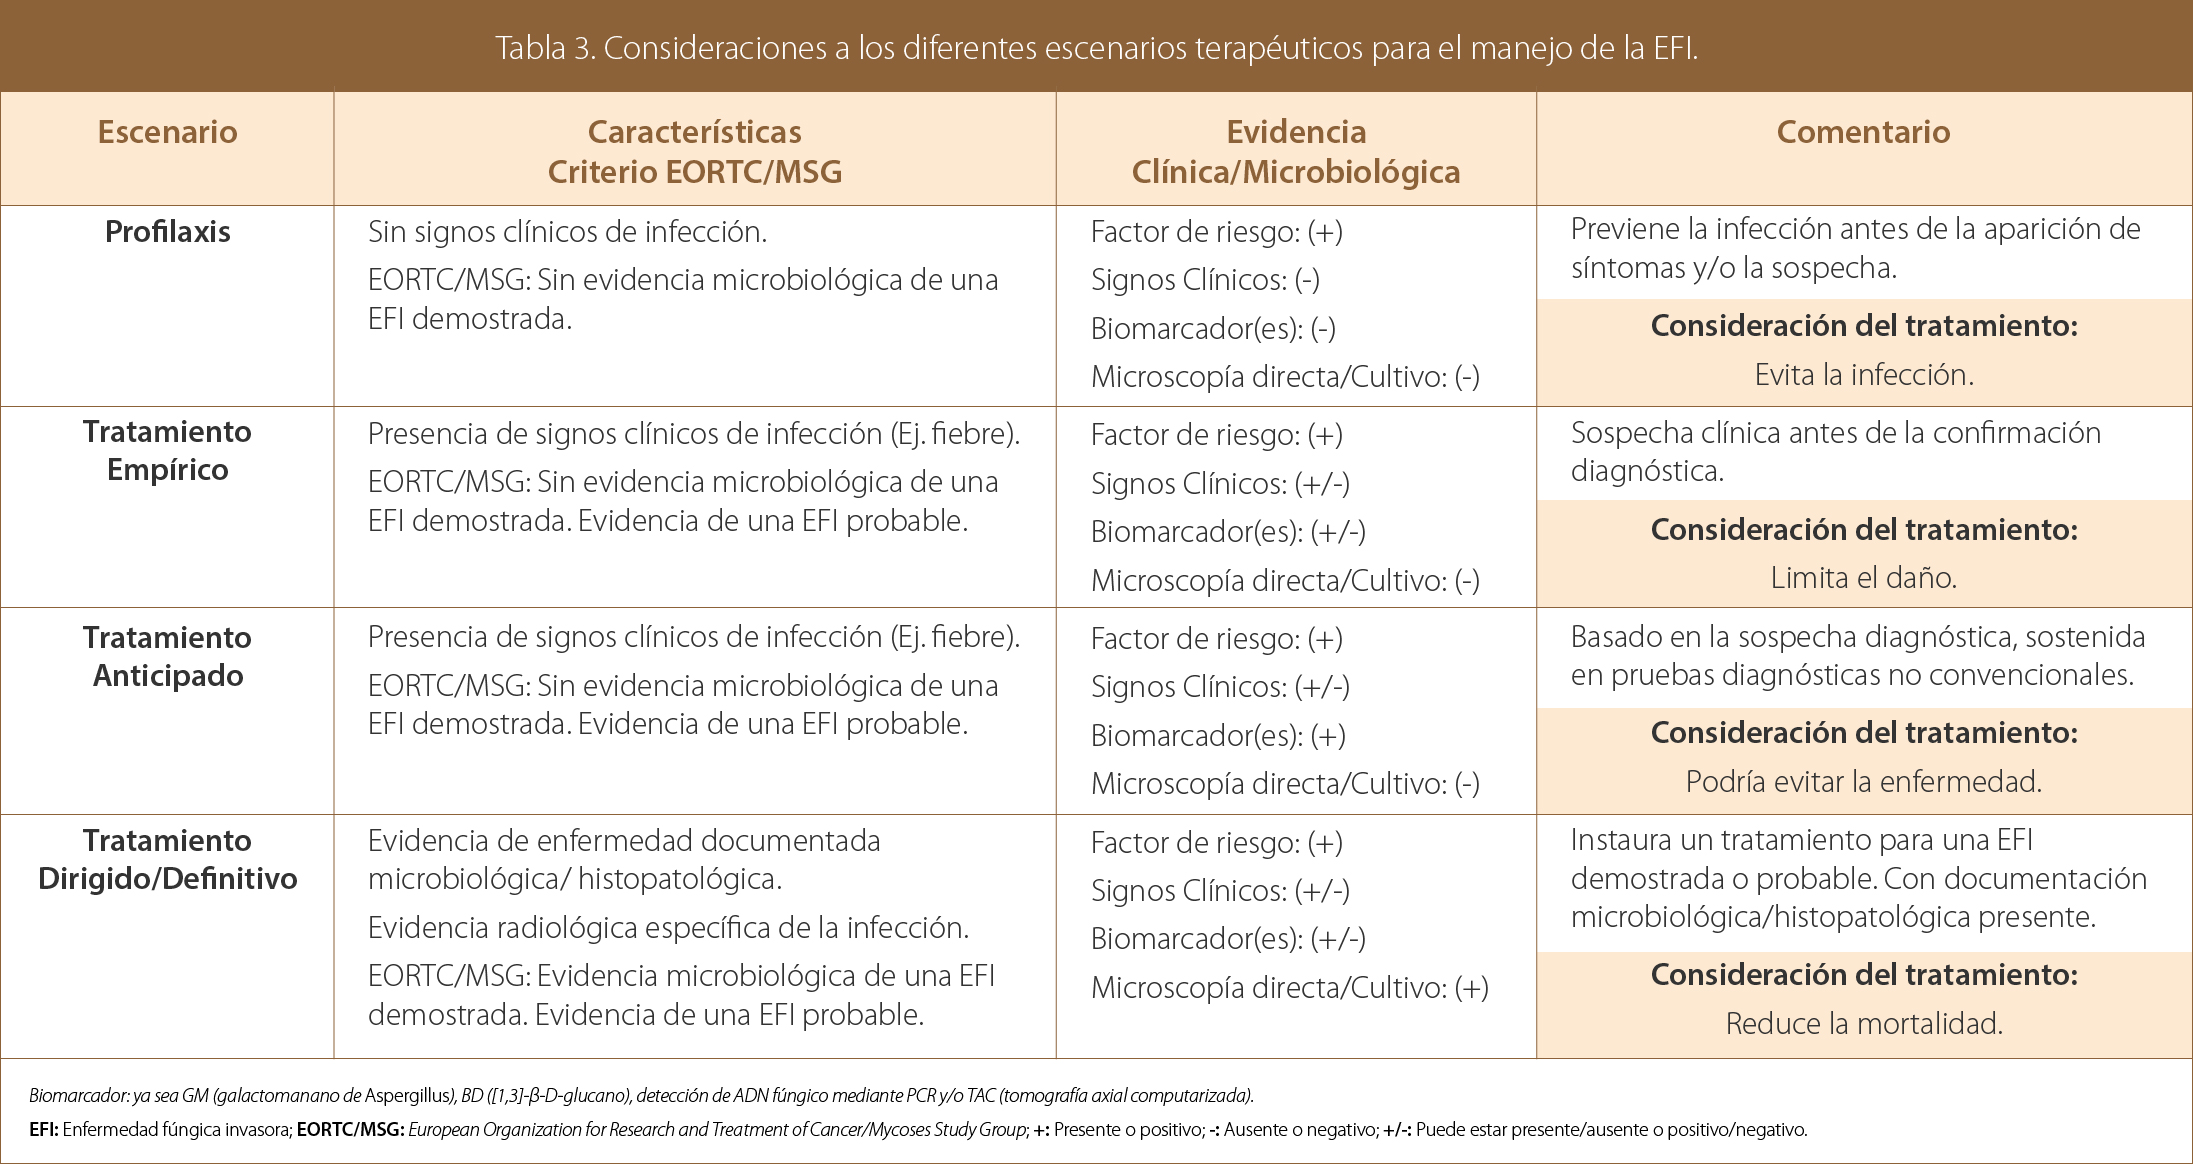 Tabla 3. Consideraciones a los diferentes escenarios terapéuticos para el manejo de la EFI.
Escenario
Características
Criterio EORTC/MSG
Evidencia
Clínica/Microbiológica
Comentario
Profilaxis
Sin signos clínicos de infección.
EORTC/MSG: Sin evidencia microbiológica de una
EFI demostrada.
Factor de riesgo: (+)
Signos Clínicos: (-)
Biomarcador(es): (-)
Microscopía directa/Cultivo: (-)
Previene la infección antes de la aparición de
síntomas y/o la sospecha.
Consideración del tratamiento:
Evita la infección.
Tratamiento
Empírico
Presencia de signos clínicos de infección (Ej. fiebre).
EORTC/MSG: Sin evidencia microbiológica de una
EFI demostrada. Evidencia de una EFI probable.
Factor de riesgo: (+)
Signos Clínicos: (+/-)
Biomarcador(es): (+/-)
Microscopía directa/Cultivo: (-)
Sospecha clínica antes de la confirmación
diagnóstica.
Consideración del tratamiento:
Limita el daño.
Tratamiento
Anticipado
Presencia de signos clínicos de infección (Ej. fiebre).
EORTC/MSG: Sin evidencia microbiológica de una
EFI demostrada. Evidencia de una EFI probable.
Factor de riesgo: (+)
Signos Clínicos: (+/-)
Biomarcador(es): (+)
Microscopía directa/Cultivo: (-)
Basado en la sospecha diagnóstica, sostenida
en pruebas diagnósticas no convencionales.
Consideración del tratamiento:
Podría evitar la enfermedad.
Tratamiento
Dirigido/Definitivo
Evidencia de enfermedad documentada
microbiológica/ histopatológica.
Evidencia radiológica específica de la infección.
EORTC/MSG: Evidencia microbiológica de una EFI
demostrada. Evidencia de una EFI probable.
Factor de riesgo: (+)
Signos Clínicos: (+/-)
Biomarcador(es): (+/-)
Microscopía directa/Cultivo: (+)
Instaura un tratamiento para una EFI
demostrada o probable. Con documentación
microbiológica/histopatológica presente.
Consideración del tratamiento:
Reduce la mortalidad.
Biomarcador: ya sea GM (galactomanano de Aspergillus), BD ([1,3]-β-D-glucano), detección de ADN fúngico mediante PCR y/o TAC (tomografía axial computarizada).
EFI: Enfermedad fúngica invasora; EORTC/MSG: European Organization for Research and Treatment of Cancer/Mycoses Study Group; +: Presente o positivo; -: Ausente o negativo; +/-: Puede estar presente/ausente o positivo/negativo.